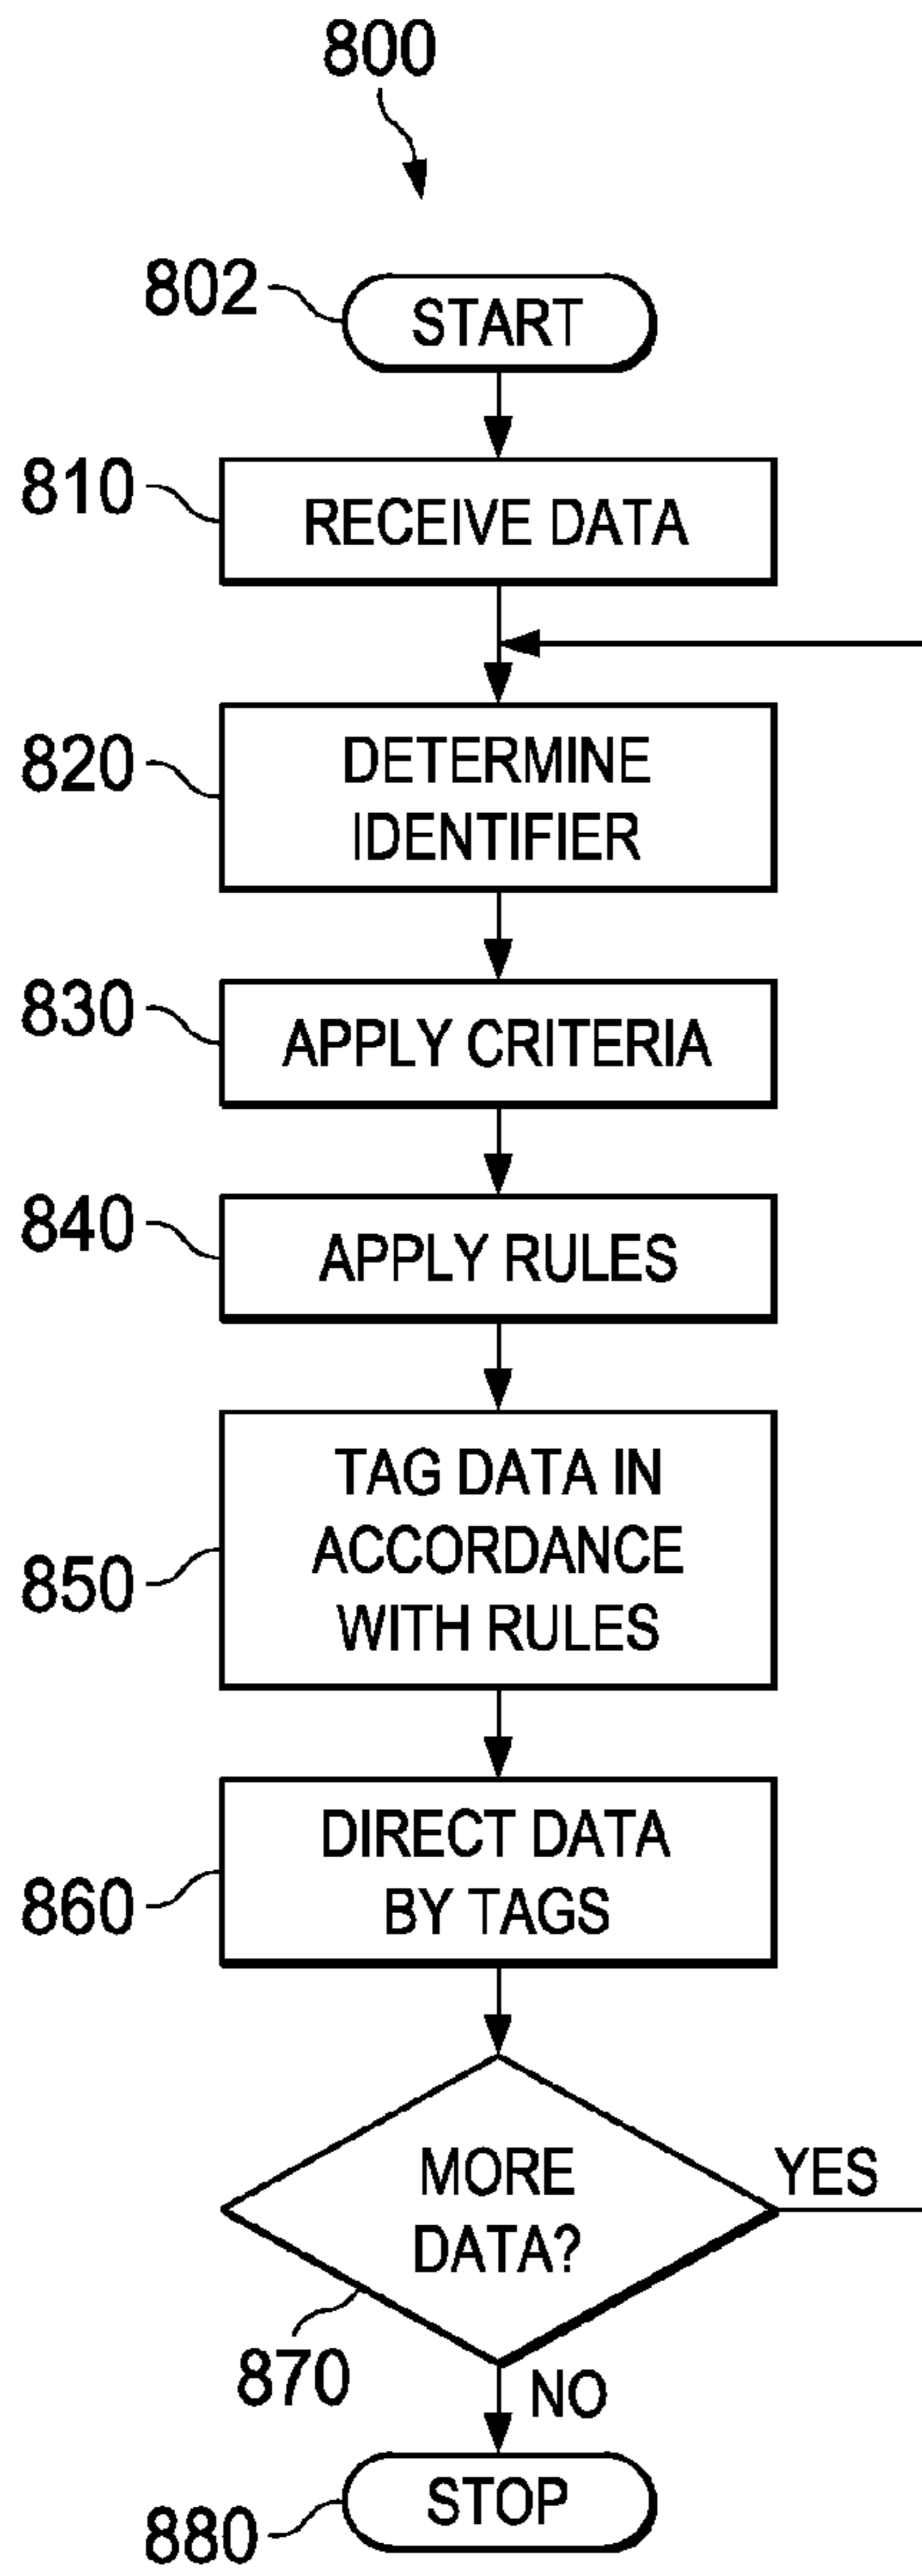 800
802
START
810
RECEIVE DATA
820
DETERMINE
IDENTIFIER
830
APPLY CRITERIA
840
APPLY RULES
850
TAG DATA IN
ACCORDANCE
WITH RULES
860
DIRECT DATA
BY TAGS
MORE
DATA?
YES
870
NO
880
STOP